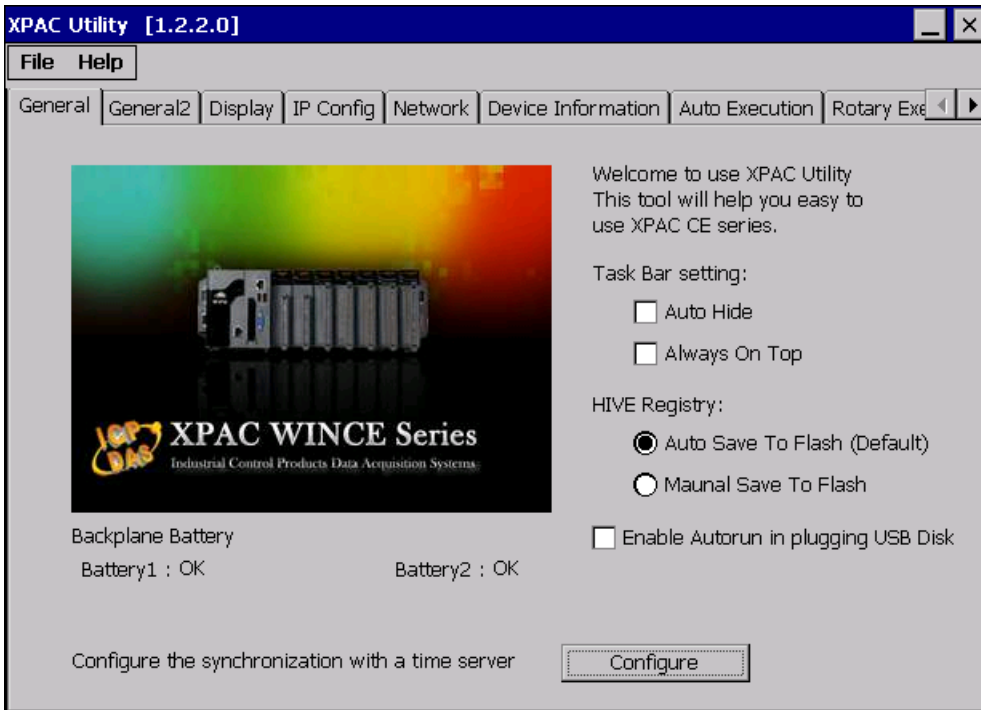 XPAC Utility [1.2.2.0]
File Help
General General2 Display IP Config Network Device Information Auto Execution Rotary Exe
Welcome to use XPAC Utility
This tool will help you easy to
use XPAC CE series.
Task Bar setting:
Auto Hide
Always On Top
HIVE Registry:
Auto Save To Flash (Default)
Maunal Save To Flash
Enable Autorun in plugging USB Disk
ICP DAS
XPAC WINCE Series
Industrial Control Products Data Acquisition Systems
Backplane Battery
Battery1 : OK Battery2 : OK
Configure the synchronization with a time server Configure